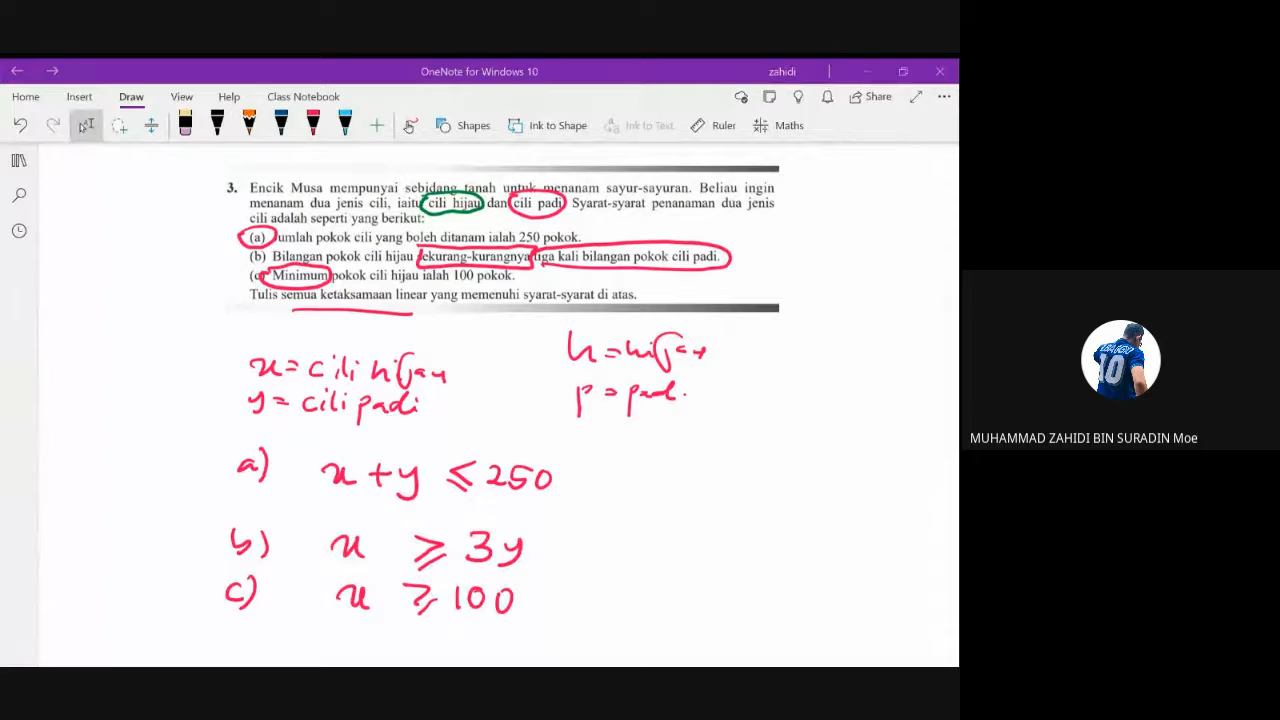 OneNote for Windows 10
zahidi
Home Insert Draw View Help Class Notebook
Share
Shapes Ink to Shape Ink to Text Ruler Maths
3. Encik Musa mempunyai sebidang tanah untuk menanam sayur-sayuran. Beliau ingin
menanam dua jenis cili, iaitu cili hijau dan cili padi. Syarat-syarat penanaman dua jenis
cili adalah seperti yang berikut:
(a) Jumlah pokok cili yang boleh ditanam ialah 250 pokok.
(b) Bilangan pokok cili hijau sekurang-kurangnya tiga kali bilangan pokok cili padi.
(c) Minimum pokok cili hijau ialah 100 pokok.
Tulis semua ketaksamaan linear yang memenuhi syarat-syarat di atas.
x = cili hijau
y = cili padi
h = hijau
p = padi
a) x + y ⩽ 250
b) x ⩾ 3y
c) x ⩾ 100
10
MUHAMMAD ZAHIDI BIN SURADIN Moe